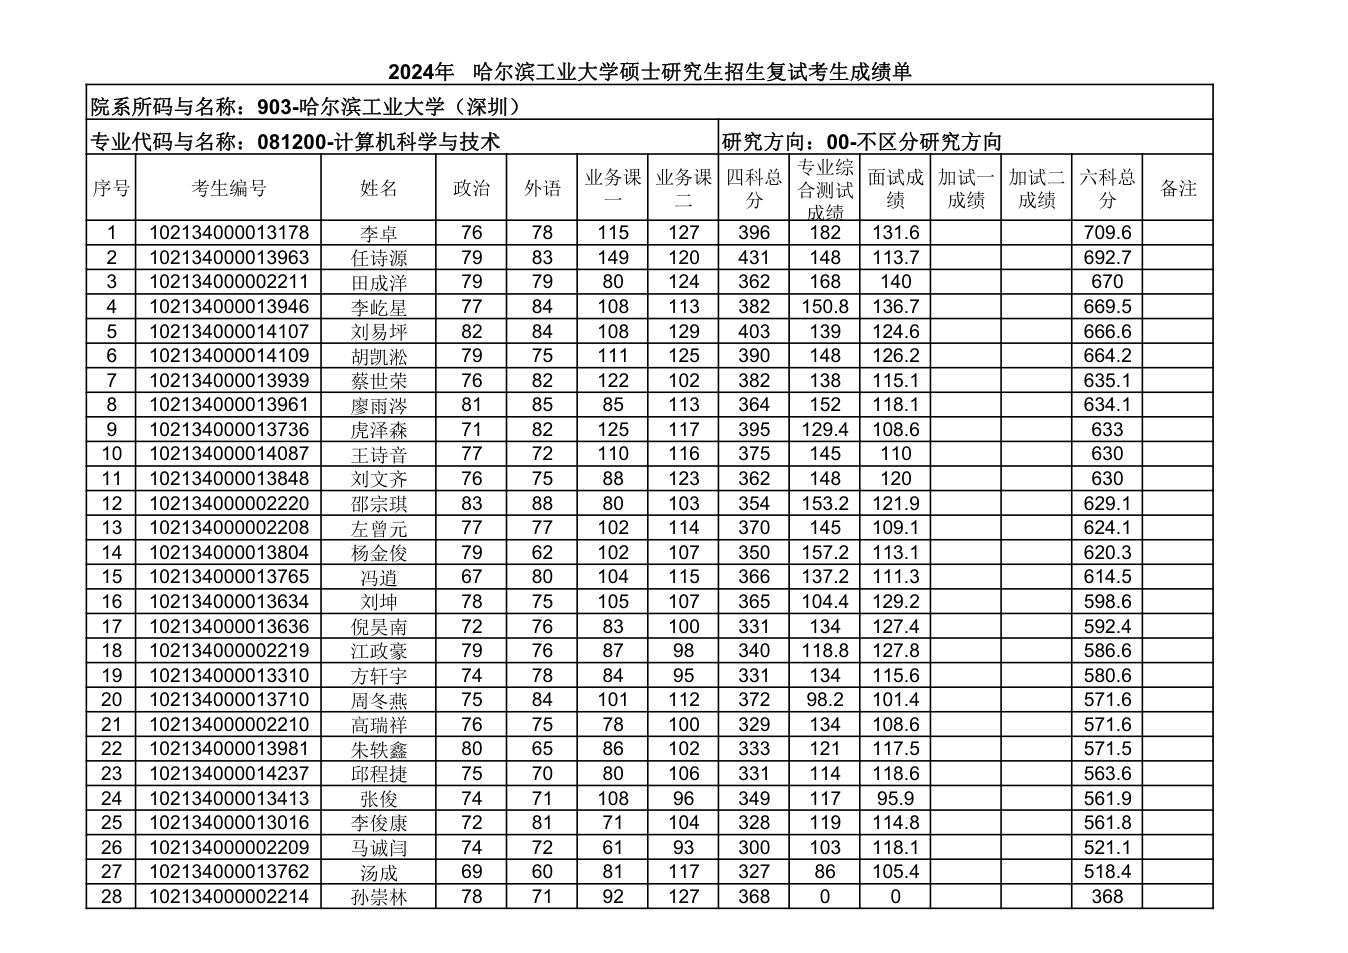 2024年 哈尔滨工业大学硕士研究生招生复试考生成绩单
院系所码与名称：903-哈尔滨工业大学（深圳）
专业代码与名称：081200-计算机科学与技术 研究方向：00-不区分研究方向
序号 考生编号 姓名 政治 外语 业务课一 业务课二 四科总分 专业综合测试成绩 面试成绩 加试一成绩 加试二成绩 六科总分 备注
1 102134000013178 李卓 76 78 115 127 396 182 131.6 709.6
2 102134000013963 任诗源 79 83 149 120 431 148 113.7 692.7
3 102134000002211 田成洋 79 79 80 124 362 168 140 670
4 102134000013946 李屹星 77 84 108 113 382 150.8 136.7 669.5
5 102134000014107 刘易坪 82 84 108 129 403 139 124.6 666.6
6 102134000014109 胡凯淞 79 75 111 125 390 148 126.2 664.2
7 102134000013939 蔡世荣 76 82 122 102 382 138 115.1 635.1
8 102134000013961 廖雨涔 81 85 85 113 364 152 118.1 634.1
9 102134000013736 虎泽森 71 82 125 117 395 129.4 108.6 633
10 102134000014087 王诗音 77 72 110 116 375 145 110 630
11 102134000013848 刘文齐 76 75 88 123 362 148 120 630
12 102134000002220 邵宗琪 83 88 80 103 354 153.2 121.9 629.1
13 102134000002208 左曾元 77 77 102 114 370 145 109.1 624.1
14 102134000013804 杨金俊 79 62 102 107 350 157.2 113.1 620.3
15 102134000013765 冯逍 67 80 104 115 366 137.2 111.3 614.5
16 102134000013634 刘坤 78 75 105 107 365 104.4 129.2 598.6
17 102134000013636 倪昊南 72 76 83 100 331 134 127.4 592.4
18 102134000002219 江政豪 79 76 87 98 340 118.8 127.8 586.6
19 102134000013310 方轩宇 74 78 84 95 331 134 115.6 580.6
20 102134000013710 周冬燕 75 84 101 112 372 98.2 101.4 571.6
21 102134000002210 高瑞祥 76 75 78 100 329 134 108.6 571.6
22 102134000013981 朱轶鑫 80 65 86 102 333 121 117.5 571.5
23 102134000014237 邱程捷 75 70 80 106 331 114 118.6 563.6
24 102134000013413 张俊 74 71 108 96 349 117 95.9 561.9
25 102134000013016 李俊康 72 81 71 104 328 119 114.8 561.8
26 102134000002209 马诚闫 74 72 61 93 300 103 118.1 521.1
27 102134000013762 汤成 69 60 81 117 327 86 105.4 518.4
28 102134000002214 孙崇林 78 71 92 127 368 0 0 368